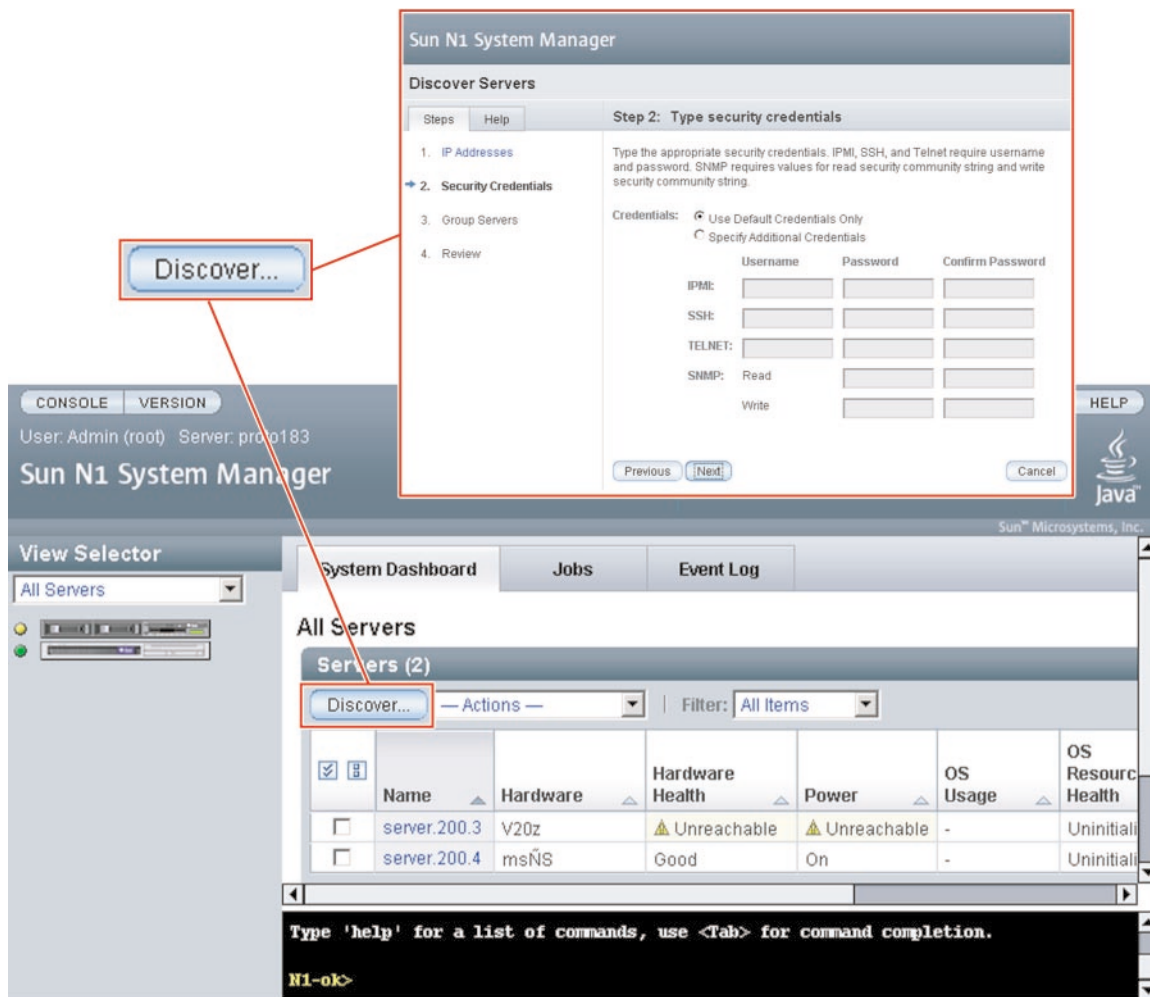 Sun N1 System Manager
Discover Servers
Steps Help
1. IP Addresses
2. Security Credentials
3. Group Servers
4. Review
Step 2: Type security credentials
Type the appropriate security credentials. IPMI, SSH, and Telnet require username
and password. SNMP requires values for read security community string and write
security community string.
Credentials: Use Default Credentials Only
Specify Additional Credentials
Username Password Confirm Password
IPMI:
SSH:
TELNET:
SNMP: Read
Write
Previous Next Cancel
Discover...
CONSOLE VERSION HELP
User: Admin (root) Server: proto183
Sun N1 System Manager
Java™
Sun™ Microsystems, Inc.
View Selector
All Servers
System Dashboard Jobs Event Log
All Servers
Servers (2)
Discover... — Actions — Filter: All Items
Name Hardware Hardware Health Power OS Usage OS Resourc Health
server.200.3 V20z Unreachable Unreachable - Uninitiali
server.200.4 msÑS Good On - Uninitiali
Type 'help' for a list of commands, use <Tab> for command completion.
N1-ok>